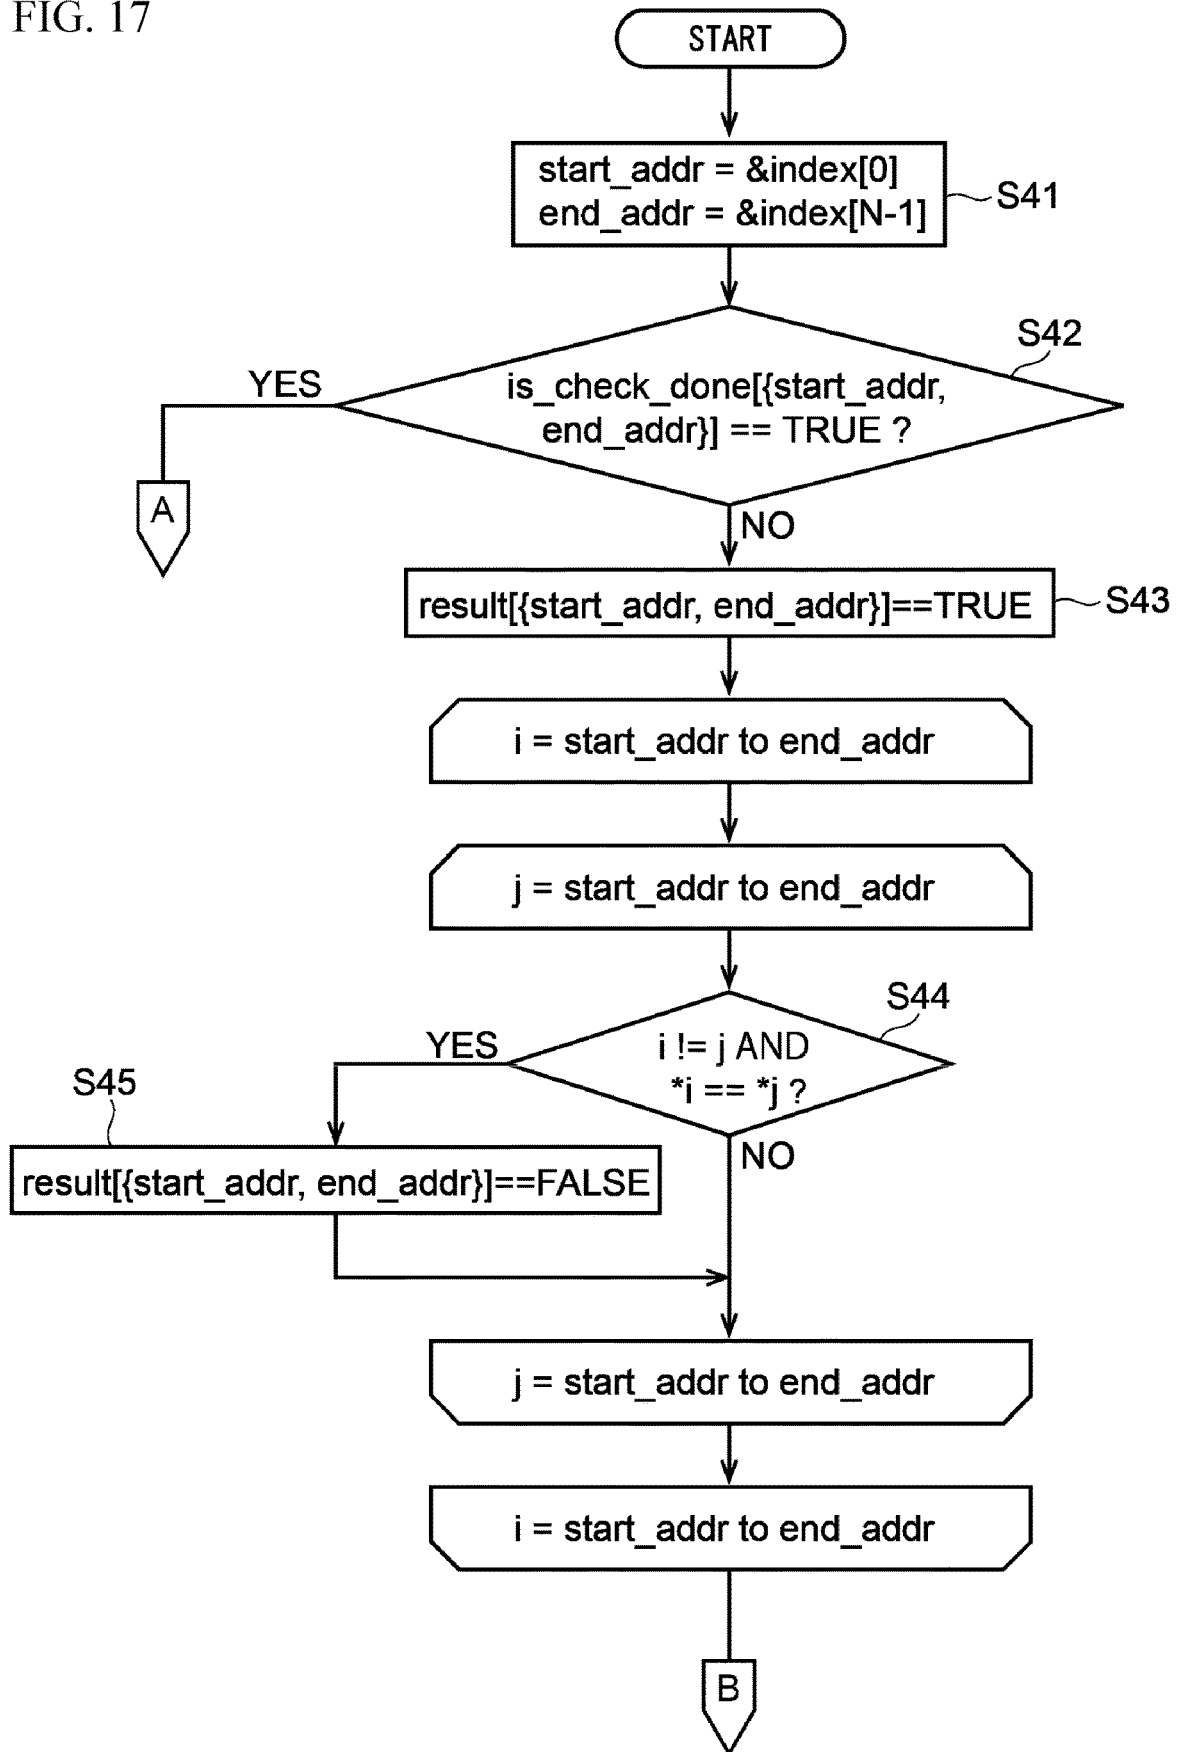 FIG. 17
START
start_addr = &index[0]
end_addr = &index[N-1]
S41
S42
YES
is_check_done[{start_addr,
end_addr}] == TRUE ?
A
NO
result[{start_addr, end_addr}]==TRUE
S43
i = start_addr to end_addr
j = start_addr to end_addr
S44
YES
i != j AND
*i == *j ?
S45
NO
result[{start_addr, end_addr}]==FALSE
j = start_addr to end_addr
i = start_addr to end_addr
B